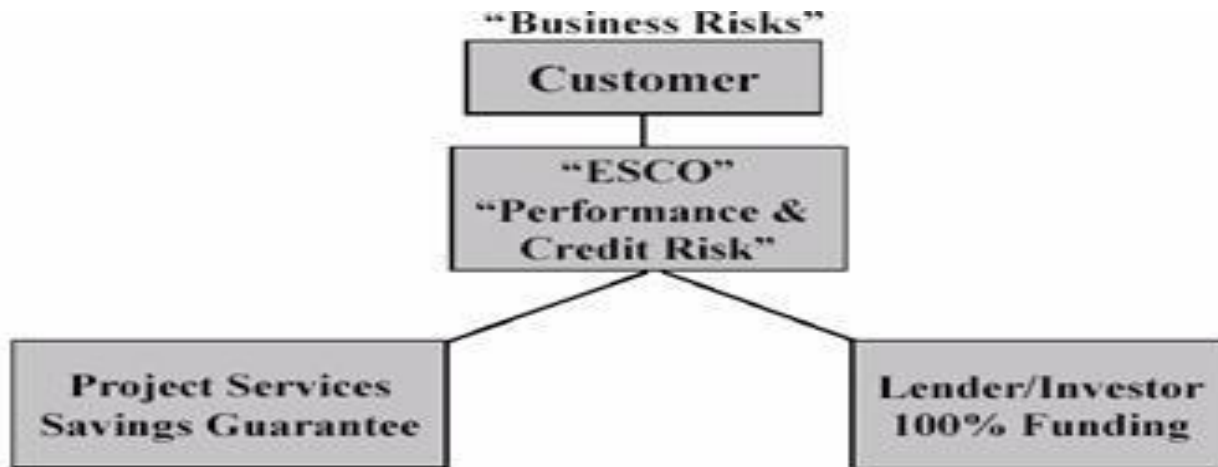 “Business Risks”
Customer
“ESCO”
“Performance &
Credit Risk”
Project Services
Savings Guarantee
Lender/Investor
100% Funding